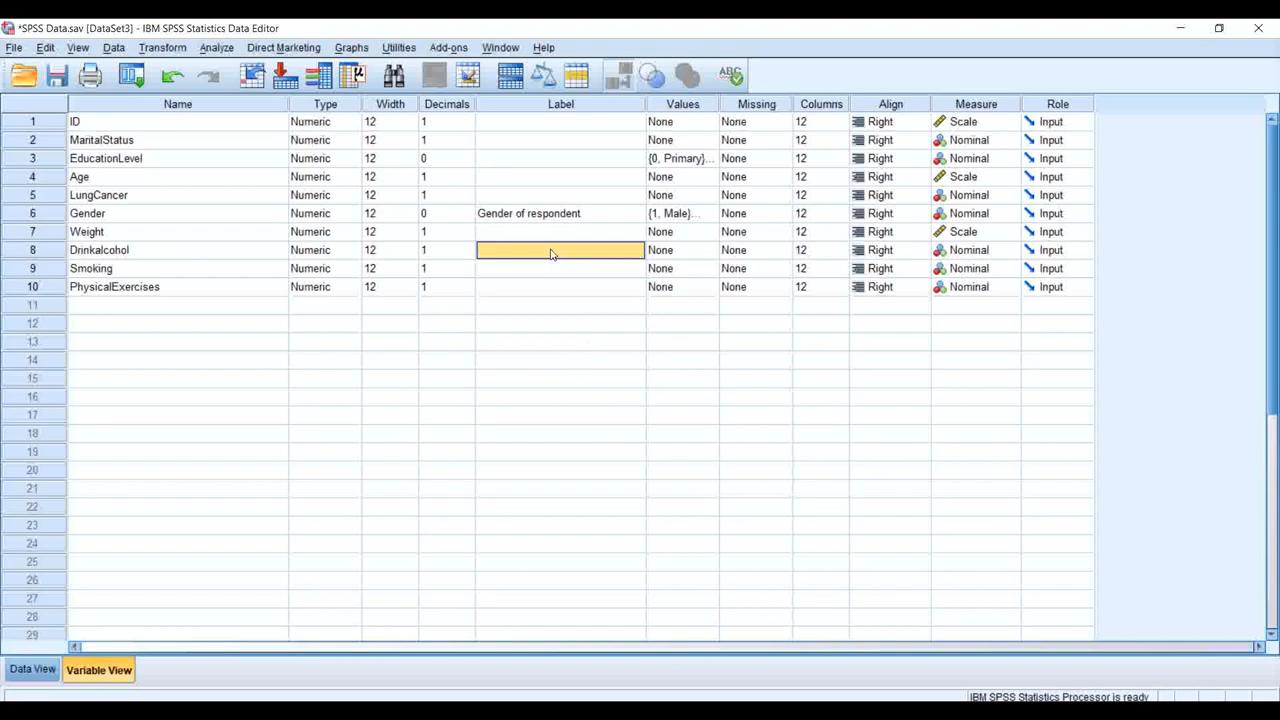 *SPSS Data.sav [DataSet3] - IBM SPSS Statistics Data Editor
File Edit View Data Transform Analyze Direct Marketing Graphs Utilities Add-ons Window Help
Name Type Width Decimals Label Values Missing Columns Align Measure Role
1 ID Numeric 12 1 None None 12 Right Scale Input
2 MaritalStatus Numeric 12 1 None None 12 Right Nominal Input
3 EducationLevel Numeric 12 0 {0, Primary}... None 12 Right Nominal Input
4 Age Numeric 12 1 None None 12 Right Scale Input
5 LungCancer Numeric 12 1 None None 12 Right Nominal Input
6 Gender Numeric 12 0 Gender of respondent {1, Male}... None 12 Right Nominal Input
7 Weight Numeric 12 1 None None 12 Right Scale Input
8 Drinkalcohol Numeric 12 1 None None 12 Right Nominal Input
9 Smoking Numeric 12 1 None None 12 Right Nominal Input
10 PhysicalExercises Numeric 12 1 None None 12 Right Nominal Input
11
12
13
14
15
16
17
18
19
20
21
22
23
24
25
26
27
28
29
Data View Variable View
IBM SPSS Statistics Processor is ready